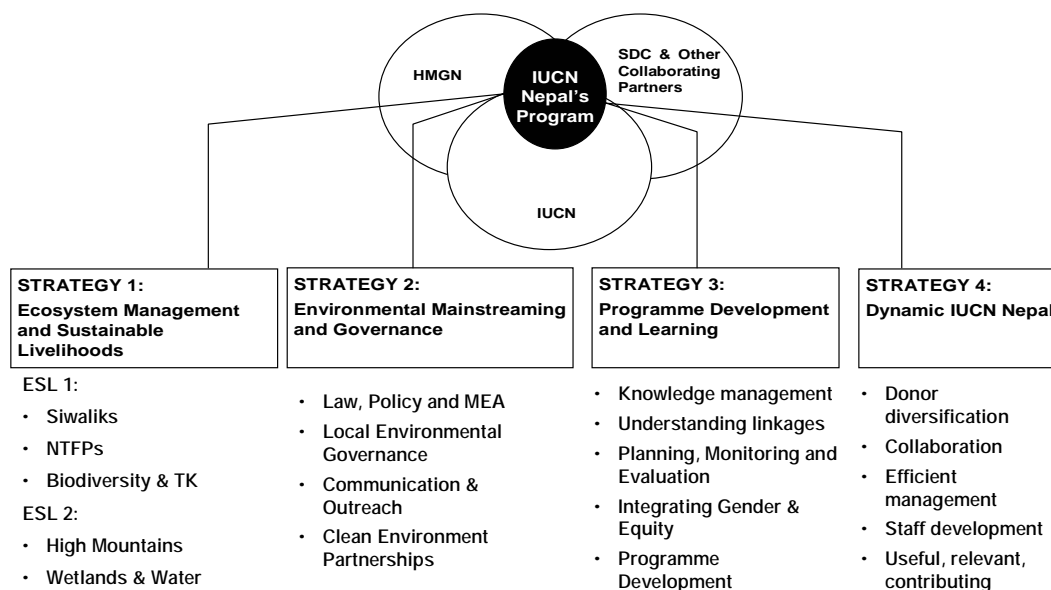 HMGN
IUCN
Nepal's
Program
SDC & Other
Collaborating
Partners
IUCN
STRATEGY 1:
Ecosystem Management
and Sustainable
Livelihoods
ESL 1:
• Siwaliks
• NTFPs
• Biodiversity & TK
ESL 2:
• High Mountains
• Wetlands & Water
STRATEGY 2:
Environmental Mainstreaming
and Governance
• Law, Policy and MEA
• Local Environmental
Governance
• Communication &
Outreach
• Clean Environment
Partnerships
STRATEGY 3:
Programme Development
and Learning
• Knowledge management
• Understanding linkages
• Planning, Monitoring and
Evaluation
• Integrating Gender &
Equity
• Programme
Development
STRATEGY 4:
Dynamic IUCN Nepal
• Donor
diversification
• Collaboration
• Efficient
management
• Staff development
• Useful, relevant,
contributing